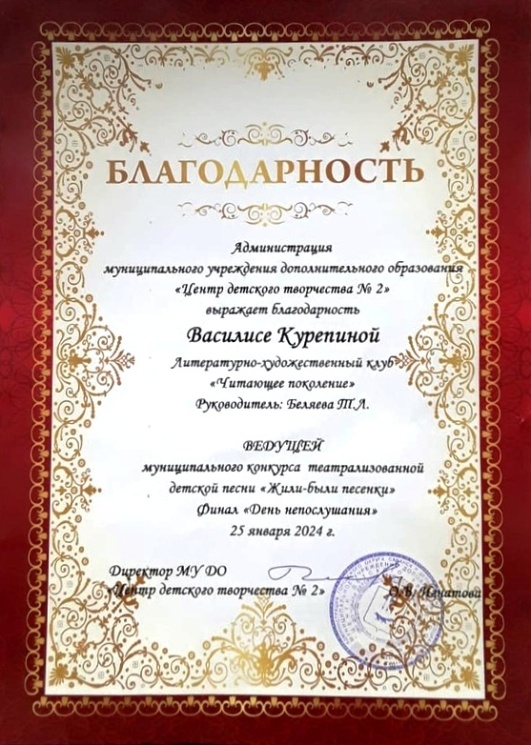 БЛАГОДАРНОСТЬ
Администрация
муниципального учреждения дополнительного образования
«Центр детского творчества № 2»
выражает благодарность
Василисе Курепиной
Литературно-художественный клуб
«Читающее поколение»
Руководитель: Беляева Т.Л.
ВЕДУЩЕЙ
муниципального конкурса театрализованной
детской песни «Жили-были песенки»
Финал «День непослушания»
25 января 2024 г.
Директор МУ ДО
«Центр детского творчества № 2» Игнатова